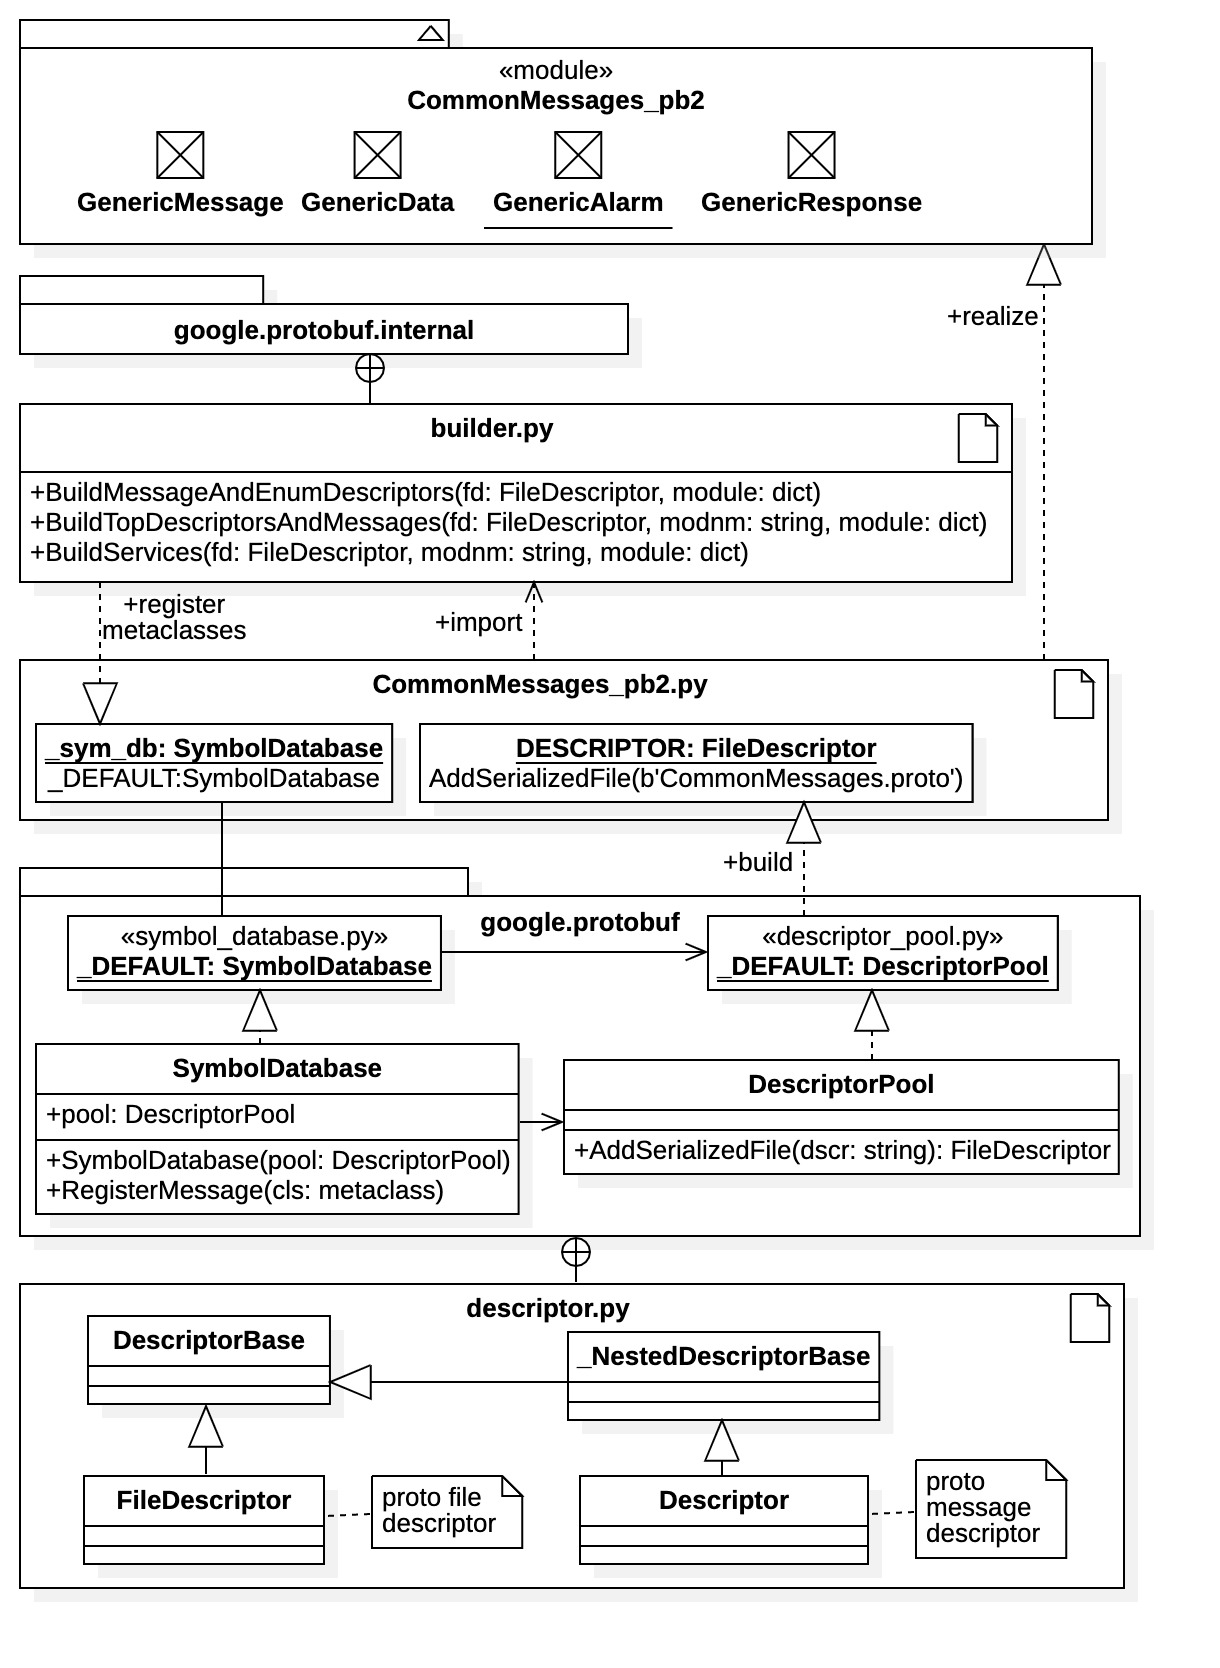 «module»
CommonMessages_pb2
GenericMessage GenericData GenericAlarm GenericResponse
google.protobuf.internal
+realize
builder.py
+BuildMessageAndEnumDescriptors(fd: FileDescriptor, module: dict)
+BuildTopDescriptorsAndMessages(fd: FileDescriptor, modnm: string, module: dict)
+BuildServices(fd: FileDescriptor, modnm: string, module: dict)
+register
metaclasses
+import
CommonMessages_pb2.py
_sym_db: SymbolDatabase
_DEFAULT:SymbolDatabase
DESCRIPTOR: FileDescriptor
AddSerializedFile(b'CommonMessages.proto')
+build
google.protobuf
«symbol_database.py»
_DEFAULT: SymbolDatabase
«descriptor_pool.py»
_DEFAULT: DescriptorPool
SymbolDatabase
+pool: DescriptorPool
+SymbolDatabase(pool: DescriptorPool)
+RegisterMessage(cls: metaclass)
DescriptorPool
+AddSerializedFile(dscr: string): FileDescriptor
descriptor.py
DescriptorBase
_NestedDescriptorBase
FileDescriptor
proto file
descriptor
Descriptor
proto
message
descriptor